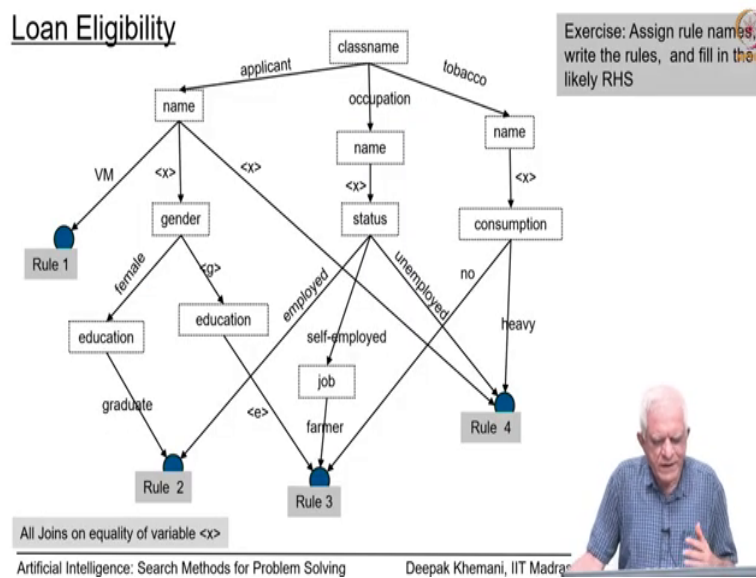 Loan Eligibility
Exercise: Assign rule names,
write the rules, and fill in the
likely RHS
classname
applicant
occupation
tobacco
name
name
name
VM
<x>
<x>
<x>
<x>
gender
status
consumption
Rule 1
female
<g>
employed
unemployed
no
education
education
self-employed
heavy
job
graduate
<e>
farmer
Rule 4
Rule 2
Rule 3
All Joins on equality of variable <x>
Artificial Intelligence: Search Methods for Problem Solving
Deepak Khemani, IIT Madras